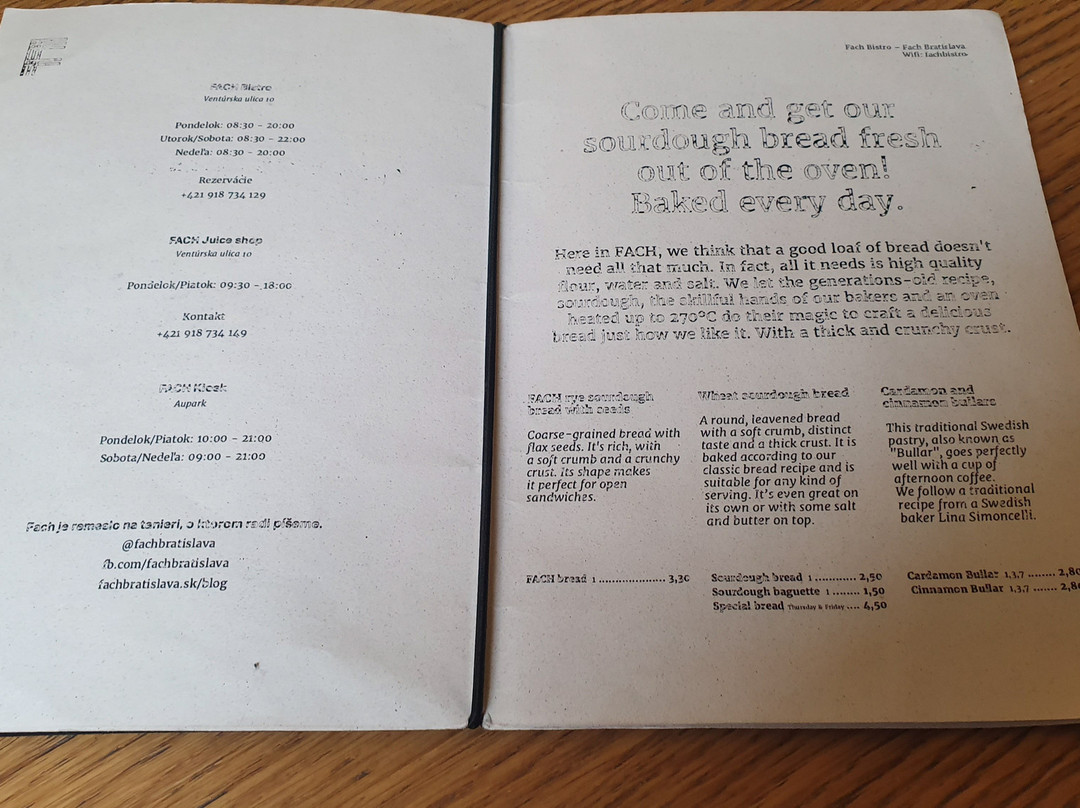 FACH Bistro
Ventúrska ulica 10
Pondelok: 08:30 - 20:00
Utorok/Sobota: 08:30 - 22:00
Nedeľa: 08:30 - 20:00
Rezervácie
+421 918 734 129
FACH Juice shop
Ventúrska ulica 10
Pondelok/Piatok: 09:30 - 18:00
Kontakt
+421 918 734 149
FACH Kiosk
Aupark
Pondelok/Piatok: 10:00 - 21:00
Sobota/Nedeľa: 09:00 - 21:00
Fach je remeslo na tanieri, o ktorom radi píšeme.
@fachbratislava
fb.com/fachbratislava
fachbratislava.sk/blog
Fach Bistro – Fach Bratislava
Wifi: fachbistro
Come and get our
sourdough bread fresh
out of the oven!
Baked every day.
Here in FACH, we think that a good loaf of bread doesn't
need all that much. In fact, all it needs is high quality
flour, water and salt. We let the generations-old recipe,
sourdough, the skillful hands of our bakers and an oven
heated up to 270°C do their magic to craft a delicious
bread just how we like it. With a thick and crunchy crust.
FACH rye sourdough
bread with seeds
Coarse-grained bread with
flax seeds. It's rich, with
a soft crumb and a crunchy
crust. Its shape makes
it perfect for open
sandwiches.
FACH bread 1 .................. 3,30
Wheat sourdough bread
A round, leavened bread
with a soft crumb, distinct
taste and a thick crust. It is
baked according to our
classic bread recipe and is
suitable for any kind of
serving. It's even great on
its own or with some salt
and butter on top.
Sourdough bread 1 ............ 2,50
Sourdough baguette 1 ........ 1,50
Special bread Thursday & Friday .... 4,50
Cardamon and
cinnamon bullars
This traditional Swedish
pastry, also known as
"Bullar", goes perfectly
well with a cup of
afternoon coffee.
We follow a traditional
recipe from a Swedish
baker Lina Simoncelli.
Cardamon Bullar 1,3,7 ........ 2,80
Cinnamon Bullar 1,3,7 ....... 2,80